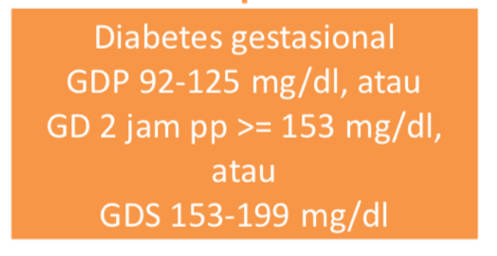 Diabetes gestasional
GDP 92-125 mg/dl, atau
GD 2 jam pp >= 153 mg/dl,
atau
GDS 153-199 mg/dl